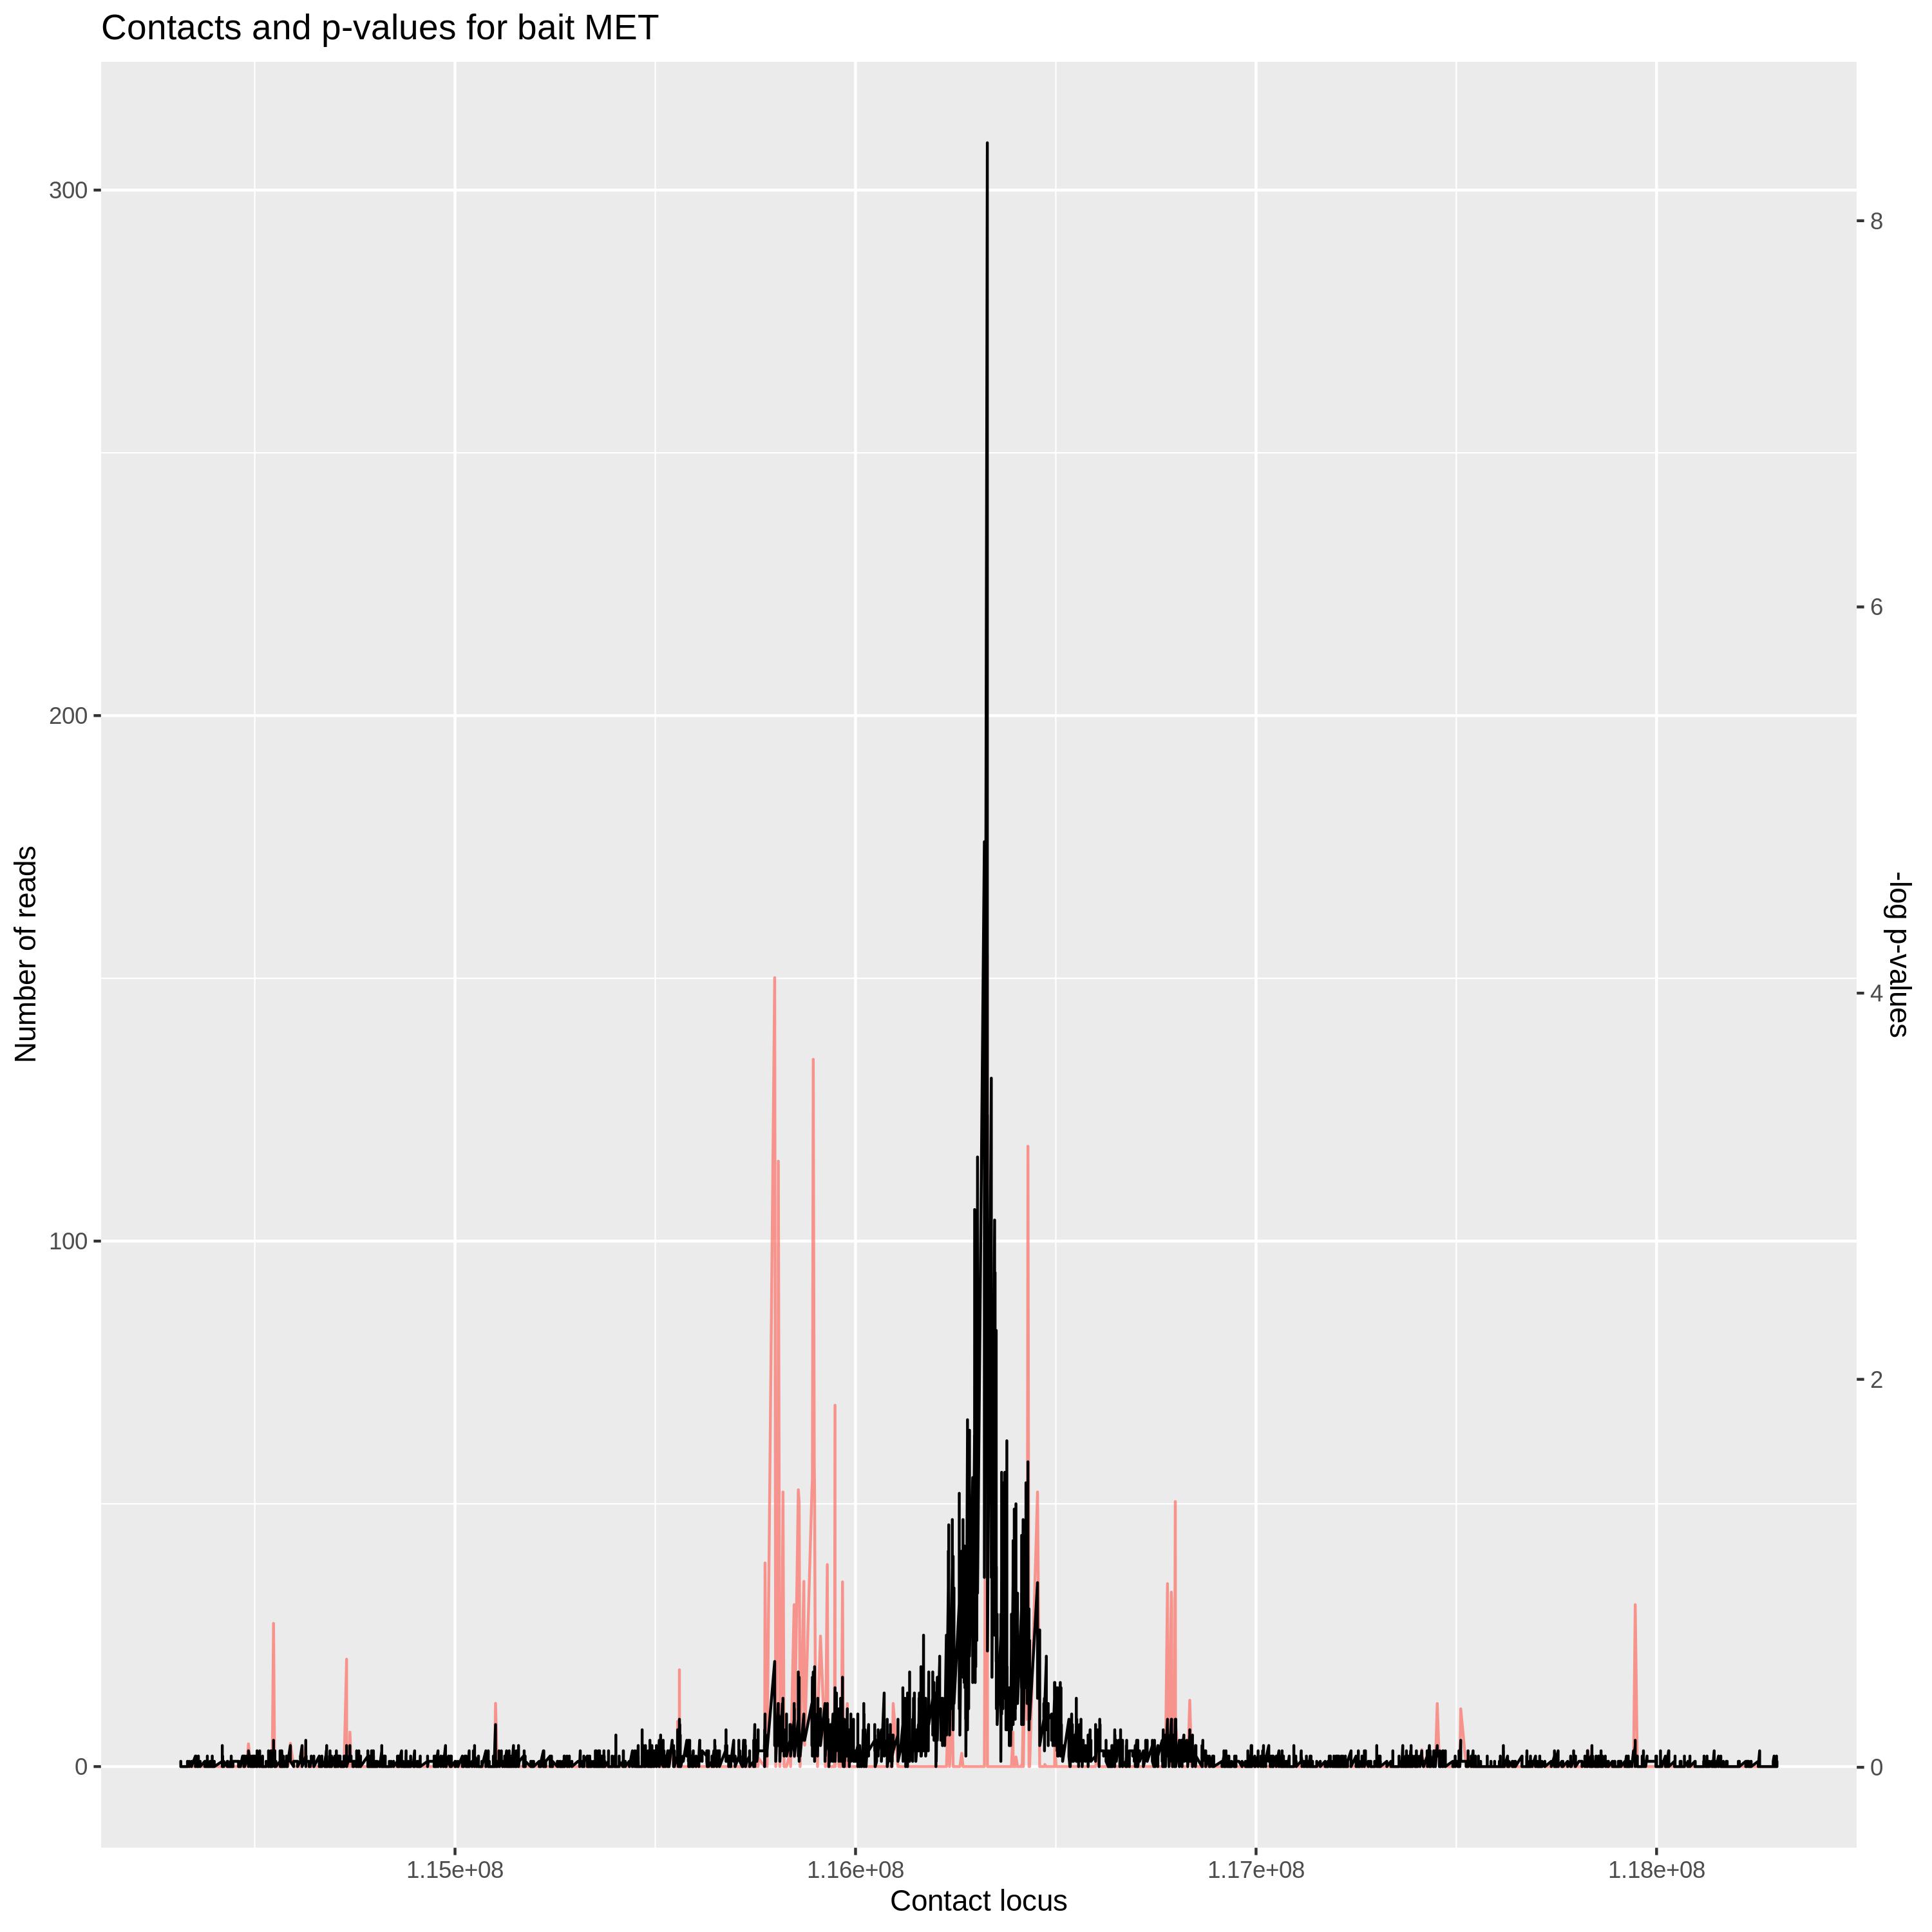 Contacts and p-values for bait MET
300
200
100
0
Number of reads
8
6
4
2
0
-log p-values
1.15e+08
1.16e+08
1.17e+08
1.18e+08
Contact locus